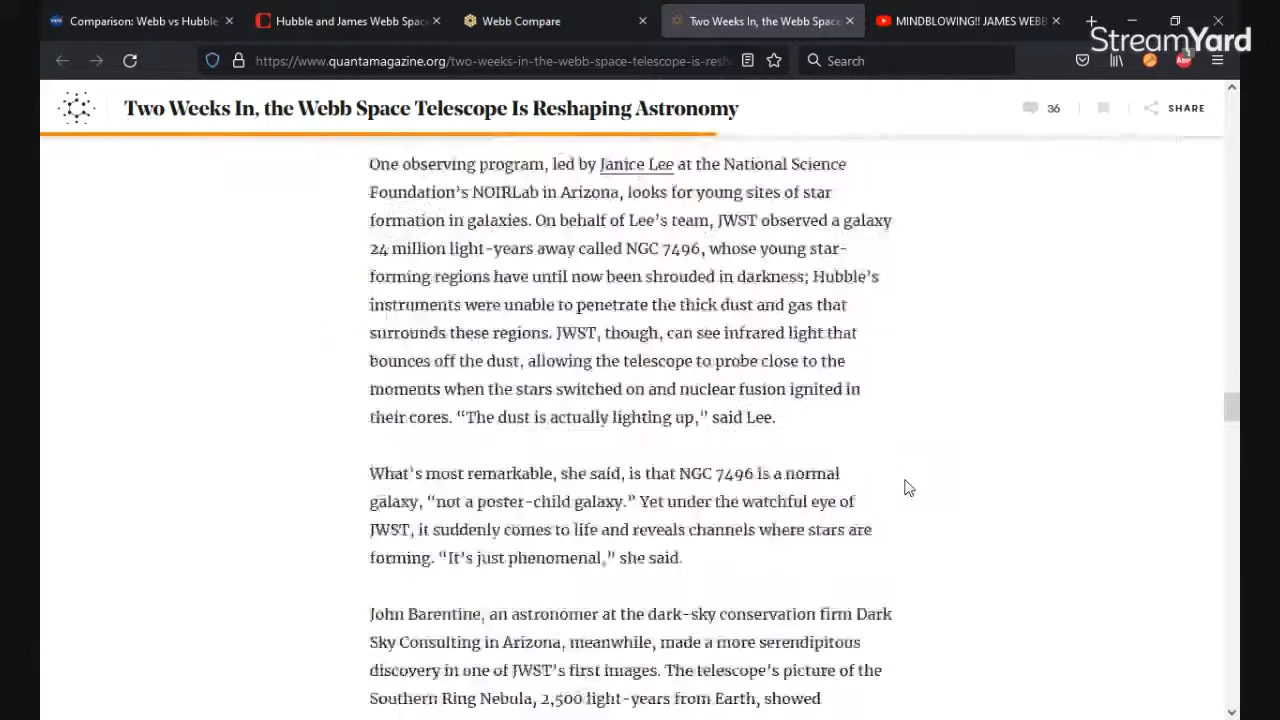 Comparison: Webb vs Hubble
Hubble and James Webb Spac
Webb Compare
Two Weeks In, the Webb Space
MINDBLOWING!! JAMES WEBB
StreamYard
https://www.quantamagazine.org/two-weeks-in-the-webb-space-telescope-is-resh
Search
Two Weeks In, the Webb Space Telescope Is Reshaping Astronomy
36
SHARE
One observing program, led by Janice Lee at the National Science
Foundation's NOIRLab in Arizona, looks for young sites of star
formation in galaxies. On behalf of Lee's team, JWST observed a galaxy
24 million light-years away called NGC 7496, whose young star-
forming regions have until now been shrouded in darkness; Hubble's
instruments were unable to penetrate the thick dust and gas that
surrounds these regions. JWST, though, can see infrared light that
bounces off the dust, allowing the telescope to probe close to the
moments when the stars switched on and nuclear fusion ignited in
their cores. “The dust is actually lighting up,” said Lee.
What's most remarkable, she said, is that NGC 7496 is a normal
galaxy, “not a poster-child galaxy.” Yet under the watchful eye of
JWST, it suddenly comes to life and reveals channels where stars are
forming. “It's just phenomenal,” she said.
John Barentine, an astronomer at the dark-sky conservation firm Dark
Sky Consulting in Arizona, meanwhile, made a more serendipitous
discovery in one of JWST's first images. The telescope's picture of the
Southern Ring Nebula, 2,500 light-years from Earth, showed